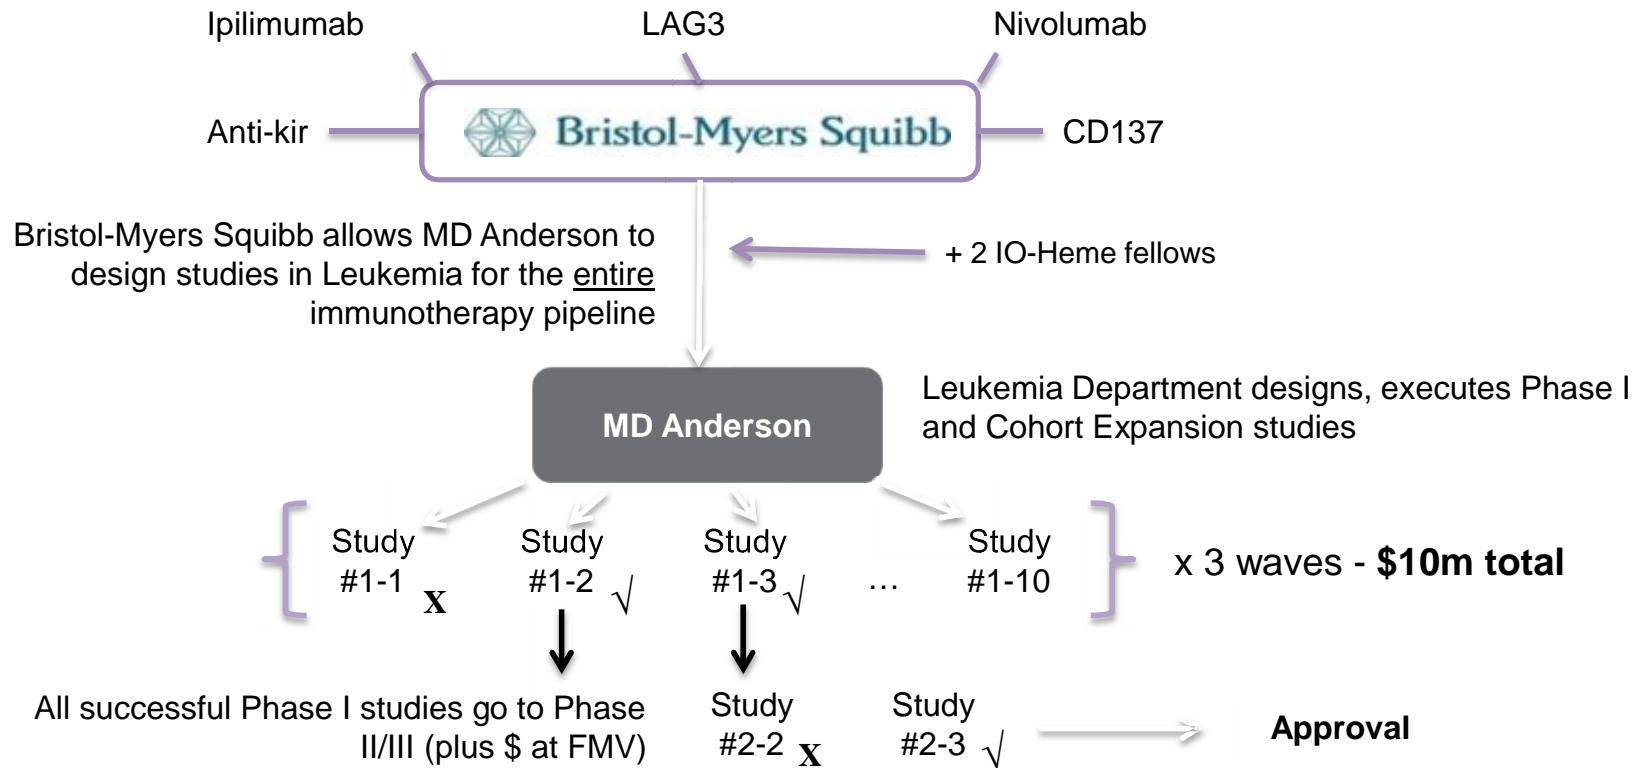 Ipilimumab
LAG3
Nivolumab
Anti-kir
Bristol-Myers Squibb
CD137
Bristol-Myers Squibb allows MD Anderson to
design studies in Leukemia for the entire
immunotherapy pipeline
+ 2 IO-Heme fellows
MD Anderson
Leukemia Department designs, executes Phase I
and Cohort Expansion studies
Study
#1-1 x
Study
#1-2 √
Study
#1-3 √
...
Study
#1-10
x 3 waves - $10m total
All successful Phase I studies go to Phase
II/III (plus $ at FMV)
Study
#2-2 x
Study
#2-3 √
Approval